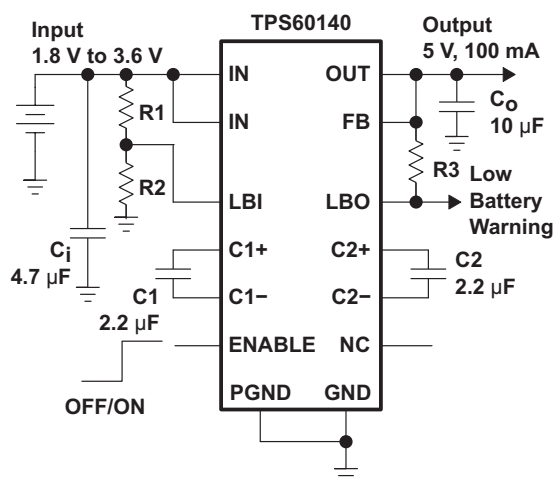 TPS60140
Input
1.8 V to 3.6 V
Output
5 V, 100 mA
IN
OUT
R1
Co
10 µF
IN
FB
R3
R2
LBI
LBO
Low
Battery
Warning
Ci
4.7 µF
C1+
C2+
C1
2.2 µF
C1−
C2−
C2
2.2 µF
ENABLE
NC
OFF/ON
PGND
GND